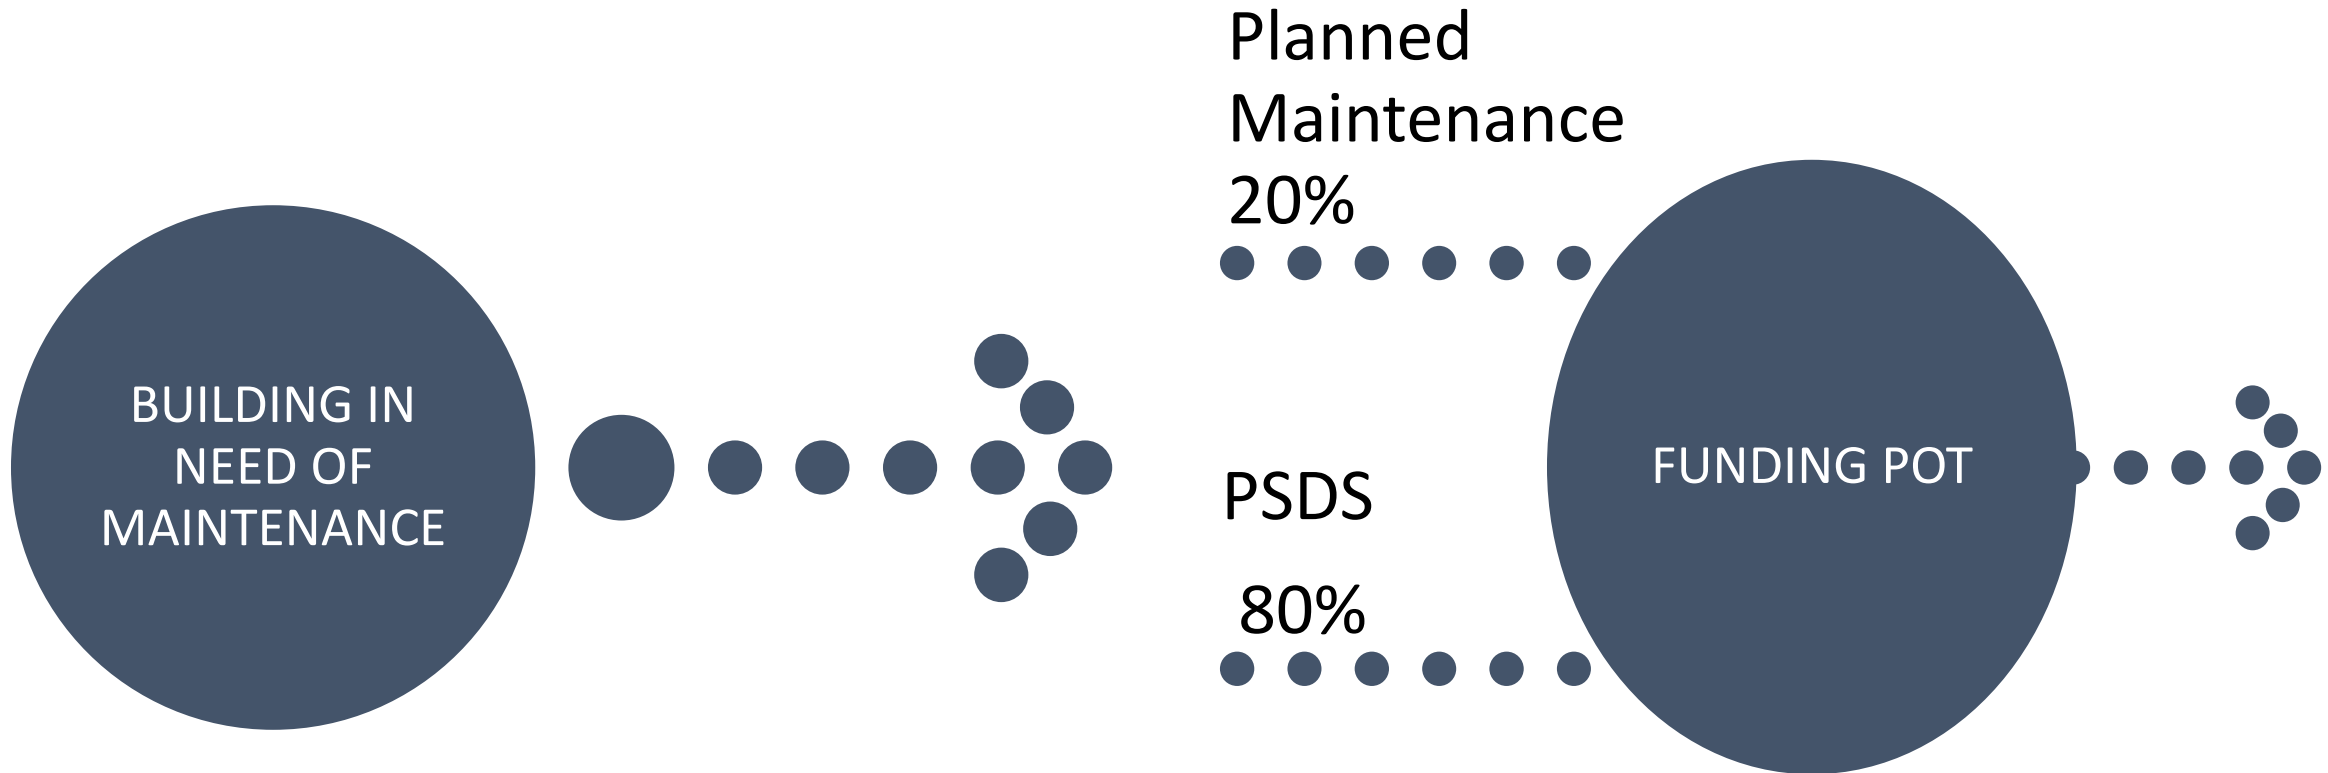 BUILDING IN
NEED OF
MAINTENANCE
Planned
Maintenance
20%
PSDS
80%
FUNDING POT